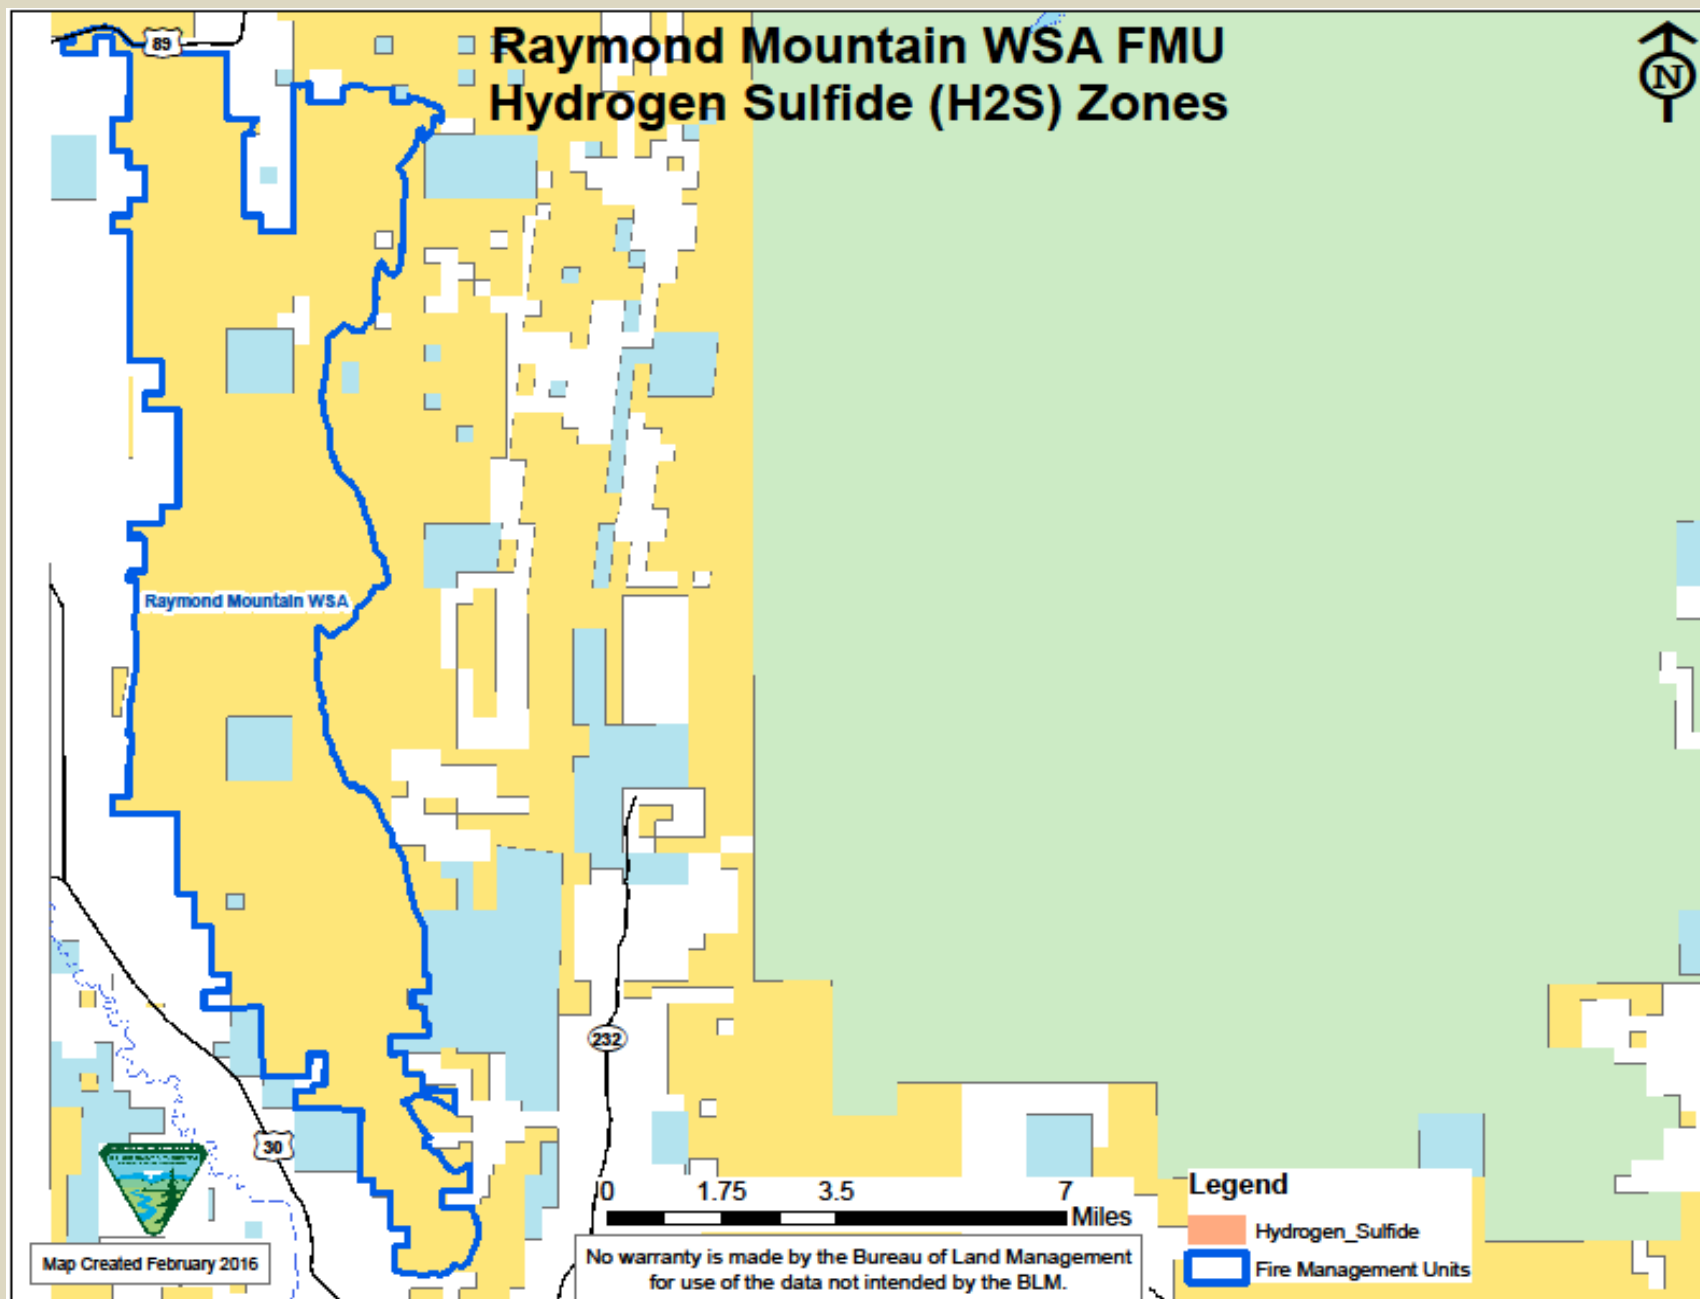 Raymond Mountain WSA FMU
Hydrogen Sulfide (H2S) Zones
N
89
Raymond Mountain WSA
232
30
0 1.75 3.5 7
Miles
Legend
Hydrogen_Sulfide
Fire Management Units
Map Created February 2016
No warranty is made by the Bureau of Land Management
for use of the data not intended by the BLM.